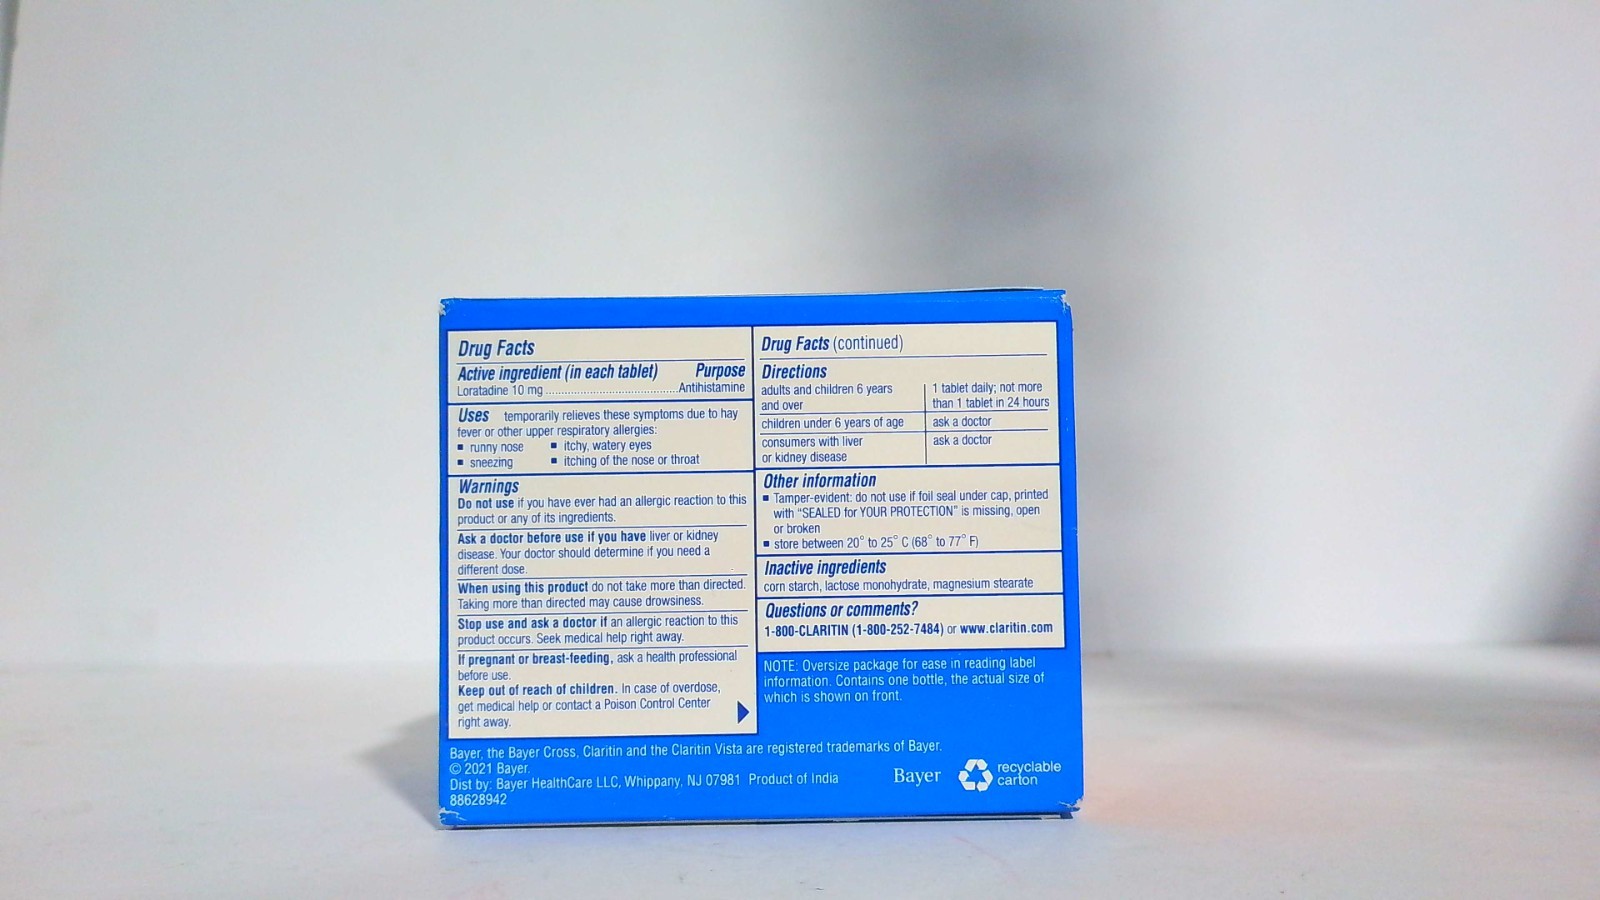 Drug Facts
Active ingredient (in each tablet) Purpose
Loratadine 10 mg ..........................................Antihistamine
Uses temporarily relieves these symptoms due to hay
fever or other upper respiratory allergies:
■ runny nose ■ itchy, watery eyes
■ sneezing ■ itching of the nose or throat
Warnings
Do not use if you have ever had an allergic reaction to this
product or any of its ingredients.
Ask a doctor before use if you have liver or kidney
disease. Your doctor should determine if you need a
different dose.
When using this product do not take more than directed.
Taking more than directed may cause drowsiness.
Stop use and ask a doctor if an allergic reaction to this
product occurs. Seek medical help right away.
If pregnant or breast-feeding, ask a health professional
before use.
Keep out of reach of children. In case of overdose,
get medical help or contact a Poison Control Center
right away.
Drug Facts (continued)
Directions
adults and children 6 years 1 tablet daily; not more
and over than 1 tablet in 24 hours
children under 6 years of age ask a doctor
consumers with liver ask a doctor
or kidney disease
Other information
■ Tamper-evident: do not use if foil seal under cap, printed
with "SEALED for YOUR PROTECTION" is missing, open
or broken
■ store between 20° to 25° C (68° to 77° F)
Inactive ingredients
corn starch, lactose monohydrate, magnesium stearate
Questions or comments?
1-800-CLARITIN (1-800-252-7484) or www.claritin.com
NOTE: Oversize package for ease in reading label
information. Contains one bottle, the actual size of
which is shown on front.
Bayer, the Bayer Cross, Claritin and the Claritin Vista are registered trademarks of Bayer.
© 2021 Bayer.
Dist by: Bayer HealthCare LLC, Whippany, NJ 07981 Product of India
88628942
Bayer
recyclable
carton